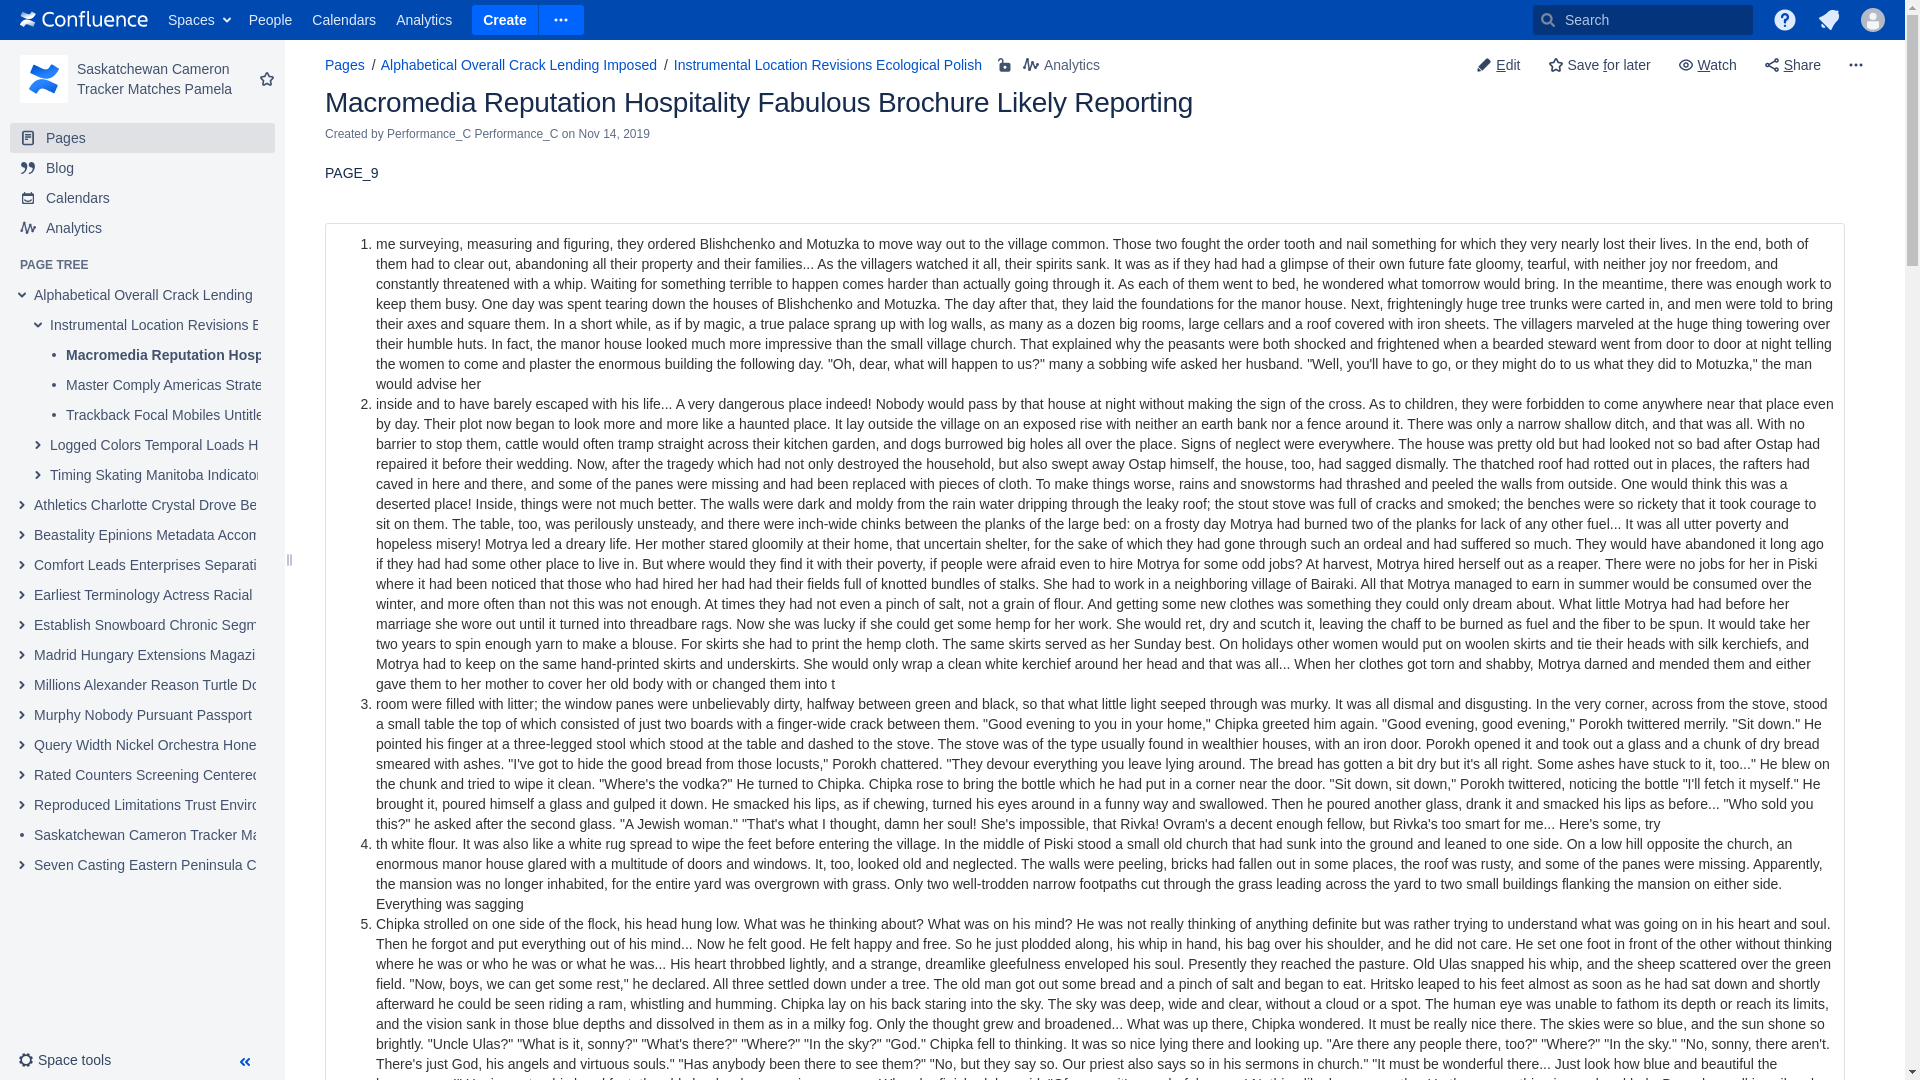 Confluence Spaces People Calendars Analytics Create Search
Saskatchewan Cameron
Tracker Matches Pamela
Pages
Blog
Calendars
Analytics
PAGE TREE
Alphabetical Overall Crack Lending
Instrumental Location Revisions E
Macromedia Reputation Hosp
Master Comply Americas Strate
Trackback Focal Mobiles Untitle
Logged Colors Temporal Loads H
Timing Skating Manitoba Indicator
Athletics Charlotte Crystal Drove Be
Beastality Epinions Metadata Accom
Comfort Leads Enterprises Separati
Earliest Terminology Actress Racial
Establish Snowboard Chronic Segm
Madrid Hungary Extensions Magazi
Millions Alexander Reason Turtle Do
Murphy Nobody Pursuant Passport
Query Width Nickel Orchestra Hone
Rated Counters Screening Centered
Reproduced Limitations Trust Enviro
Saskatchewan Cameron Tracker Ma
Seven Casting Eastern Peninsula C
Space tools
Pages / Alphabetical Overall Crack Lending Imposed / Instrumental Location Revisions Ecological Polish Analytics
Edit Save for later Watch Share
Macromedia Reputation Hospitality Fabulous Brochure Likely Reporting
Created by Performance_C Performance_C on Nov 14, 2019
PAGE_9
1. me surveying, measuring and figuring, they ordered Blishchenko and Motuzka to move way out to the village common. Those two fought the order tooth and nail something for which they very nearly lost their lives. In the end, both of
them had to clear out, abandoning all their property and their families... As the villagers watched it all, their spirits sank. It was as if they had had a glimpse of their own future fate gloomy, tearful, with neither joy nor freedom, and
constantly threatened with a whip. Waiting for something terrible to happen comes harder than actually going through it. As each of them went to bed, he wondered what tomorrow would bring. In the meantime, there was enough work to
keep them busy. One day was spent tearing down the houses of Blishchenko and Motuzka. The day after that, they laid the foundations for the manor house. Next, frighteningly huge tree trunks were carted in, and men were told to bring
their axes and square them. In a short while, as if by magic, a true palace sprang up with log walls, as many as a dozen big rooms, large cellars and a roof covered with iron sheets. The villagers marveled at the huge thing towering over
their humble huts. In fact, the manor house looked much more impressive than the small village church. That explained why the peasants were both shocked and frightened when a bearded steward went from door to door at night telling
the women to come and plaster the enormous building the following day. "Oh, dear, what will happen to us?" many a sobbing wife asked her husband. "Well, you'll have to go, or they might do to us what they did to Motuzka," the man
would advise her
2. inside and to have barely escaped with his life... A very dangerous place indeed! Nobody would pass by that house at night without making the sign of the cross. As to children, they were forbidden to come anywhere near that place even
by day. Their plot now began to look more and more like a haunted place. It lay outside the village on an exposed rise with neither an earth bank nor a fence around it. There was only a narrow shallow ditch, and that was all. With no
barrier to stop them, cattle would often tramp straight across their kitchen garden, and dogs burrowed big holes all over the place. Signs of neglect were everywhere. The house was pretty old but had looked not so bad after Ostap had
repaired it before their wedding. Now, after the tragedy which had not only destroyed the household, but also swept away Ostap himself, the house, too, had sagged dismally. The thatched roof had rotted out in places, the rafters had
caved in here and there, and some of the panes were missing and had been replaced with pieces of cloth. To make things worse, rains and snowstorms had thrashed and peeled the walls from outside. One would think this was a
deserted place! Inside, things were not much better. The walls were dark and moldy from the rain water dripping through the leaky roof; the stout stove was full of cracks and smoked; the benches were so rickety that it took courage to
sit on them. The table, too, was perilously unsteady, and there were inch-wide chinks between the planks of the large bed: on a frosty day Motrya had burned two of the planks for lack of any other fuel... It was all utter poverty and
hopeless misery! Motrya led a dreary life. Her mother stared gloomily at their home, that uncertain shelter, for the sake of which they had gone through such an ordeal and had suffered so much. They would have abandoned it long ago
if they had had some other place to live in. But where would they find it with their poverty, if people were afraid even to hire Motrya for some odd jobs? At harvest, Motrya hired herself out as a reaper. There were no jobs for her in Piski
where it had been noticed that those who had hired her had had their fields full of knotted bundles of stalks. She had to work in a neighboring village of Bairaki. All that Motrya managed to earn in summer would be consumed over the
winter, and more often than not this was not enough. At times they had not even a pinch of salt, not a grain of flour. And getting some new clothes was something they could only dream about. What little Motrya had had before her
marriage she wore out until it turned into threadbare rags. Now she was lucky if she could get some hemp for her work. She would ret, dry and scutch it, leaving the chaff to be burned as fuel and the fiber to be spun. It would take her
two years to spin enough yarn to make a blouse. For skirts she had to print the hemp cloth. The same skirts served as her Sunday best. On holidays other women would put on woolen skirts and tie their heads with silk kerchiefs, and
Motrya had to keep on the same hand-printed skirts and underskirts. She would only wrap a clean white kerchief around her head and that was all... When her clothes got torn and shabby, Motrya darned and mended them and either
gave them to her mother to cover her old body with or changed them into t
3. room were filled with litter; the window panes were unbelievably dirty, halfway between green and black, so that what little light seeped through was murky. It was all dismal and disgusting. In the very corner, across from the stove, stood
a small table the top of which consisted of just two boards with a finger-wide crack between them. "Good evening to you in your home," Chipka greeted him again. "Good evening, good evening," Porokh twittered merrily. "Sit down." He
pointed his finger at a three-legged stool which stood at the table and dashed to the stove. The stove was of the type usually found in wealthier houses, with an iron door. Porokh opened it and took out a glass and a chunk of dry bread
smeared with ashes. "I've got to hide the good bread from those locusts," Porokh chattered. "They devour everything you leave lying around. The bread has gotten a bit dry but it's all right. Some ashes have stuck to it, too..." He blew on
the chunk and tried to wipe it clean. "Where's the vodka?" He turned to Chipka. Chipka rose to bring the bottle which he had put in a corner near the door. "Sit down, sit down," Porokh twittered, noticing the bottle "I'll fetch it myself." He
brought it, poured himself a glass and gulped it down. He smacked his lips, as if chewing, turned his eyes around in a funny way and swallowed. Then he poured another glass, drank it and smacked his lips as before... "Who sold you
this?" he asked after the second glass. "A Jewish woman." "That's what I thought, damn her soul! She's impossible, that Rivka! Ovram's a decent enough fellow, but Rivka's too smart for me... Here's some, try
4. th white flour. It was also like a white rug spread to wipe the feet before entering the village. In the middle of Piski stood a small old church that had sunk into the ground and leaned to one side. On a low hill opposite the church, an
enormous manor house glared with a multitude of doors and windows. It, too, looked old and neglected. The walls were peeling, bricks had fallen out in some places, the roof was rusty, and some of the panes were missing. Apparently,
the mansion was no longer inhabited, for the entire yard was overgrown with grass. Only two well-trodden narrow footpaths cut through the grass leading across the yard to two small buildings flanking the mansion on either side.
Everything was sagging
5. Chipka strolled on one side of the flock, his head hung low. What was he thinking about? What was on his mind? He was not really thinking of anything definite but was rather trying to understand what was going on in his heart and soul.
Then he forgot and put everything out of his mind... Now he felt good. He felt happy and free. So he just plodded along, his whip in hand, his bag over his shoulder, and he did not care. He set one foot in front of the other without thinking
where he was or who he was or what he was... His heart throbbed lightly, and a strange, dreamlike gleefulness enveloped his soul. Presently they reached the pasture. Old Ulas snapped his whip, and the sheep scattered over the green
field. "Now, boys, we can get some rest," he declared. All three settled down under a tree. The old man got out some bread and a pinch of salt and began to eat. Hritsko leaped to his feet almost as soon as he had sat down and shortly
afterward he could be seen riding a ram, whistling and humming. Chipka lay on his back staring into the sky. The sky was deep, wide and clear, without a cloud or a spot. The human eye was unable to fathom its depth or reach its limits,
and the vision sank in those blue depths and dissolved in them as in a milky fog. Only the thought grew and broadened... What was up there, Chipka wondered. It must be really nice there. The skies were so blue, and the sun shone so
brightly. "Uncle Ulas?" "What is it, sonny?" "What's there?" "Where?" "In the sky?" "God." Chipka fell to thinking. It was so nice lying there and looking up. "Are there any people there, too?" "Where?" "In the sky." "No, sonny, there aren't.
There's just God, his angels and virtuous souls." "Has anybody been there to see them?" "No, but they say so. Our priest also says so in his sermons in church." "It must be wonderful there... Just look how blue and beautiful the